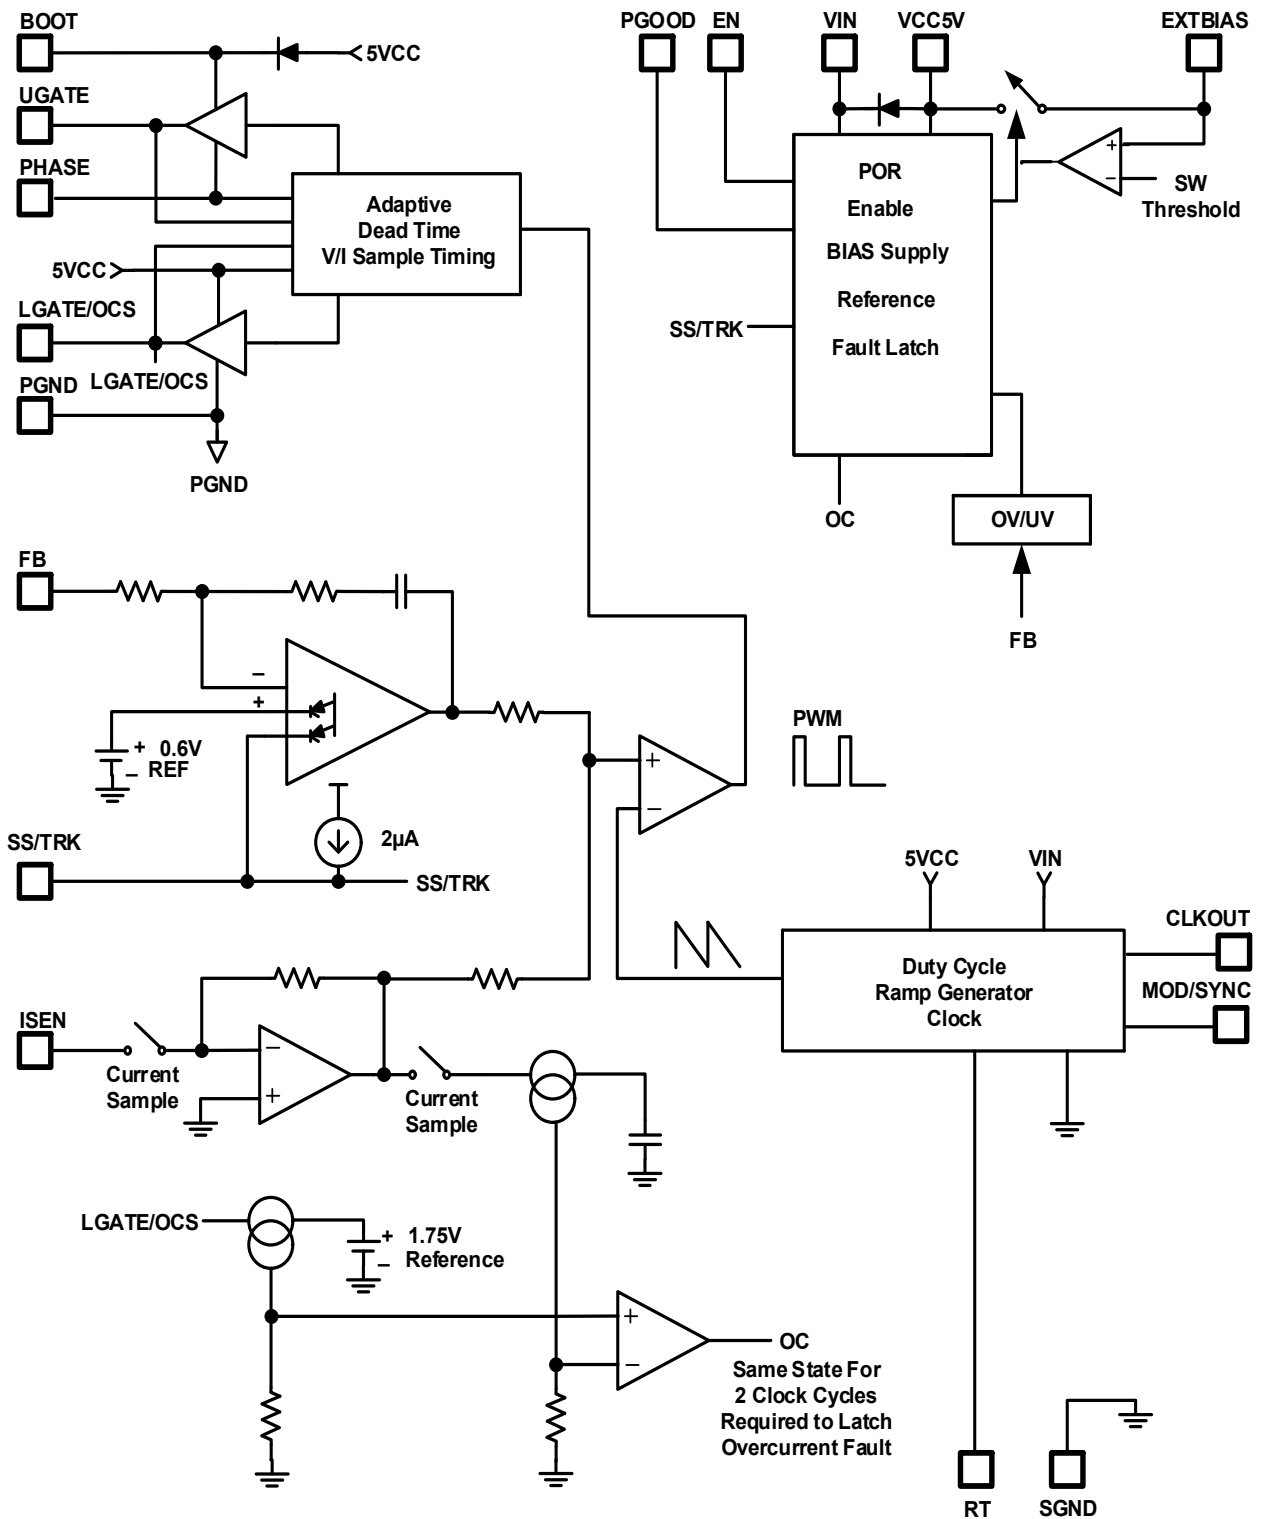 BOOT
5VCC
UGATE
PHASE
Adaptive
Dead Time
V/I Sample Timing
5VCC
LGATE/OCS
LGATE/OCS
PGND
PGND
PGOOD
EN
VIN
VCC5V
EXTBIAS
+
−
SW
Threshold
POR
Enable
BIAS Supply
Reference
Fault Latch
SS/TRK
OC
OV/UV
FB
FB
−
+
+ 0.6V
− REF
2µA
SS/TRK
SS/TRK
+
−
PWM
5VCC
VIN
CLKOUT
MOD/SYNC
Duty Cycle
Ramp Generator
Clock
ISEN
Current
Sample
−
+
Current
Sample
LGATE/OCS
+ 1.75V
− Reference
+
−
OC
Same State For
2 Clock Cycles
Required to Latch
Overcurrent Fault
RT
SGND